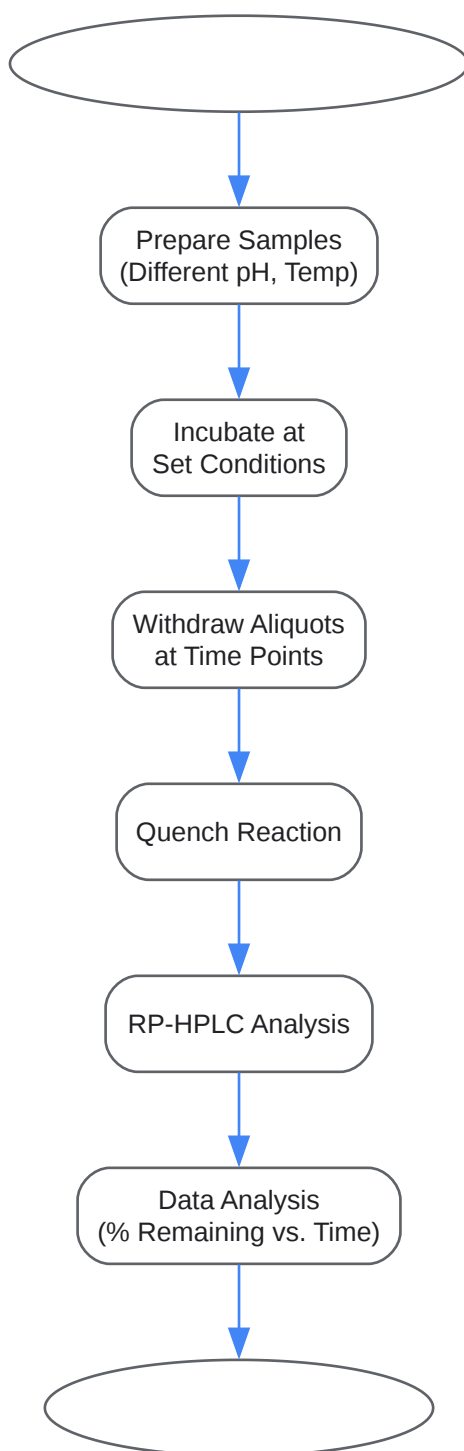 Prepare Samples
(Different pH, Temp)
Incubate at
Set Conditions
Withdraw Aliquots
at Time Points
Quench Reaction
RP-HPLC Analysis
Data Analysis
(% Remaining vs. Time)